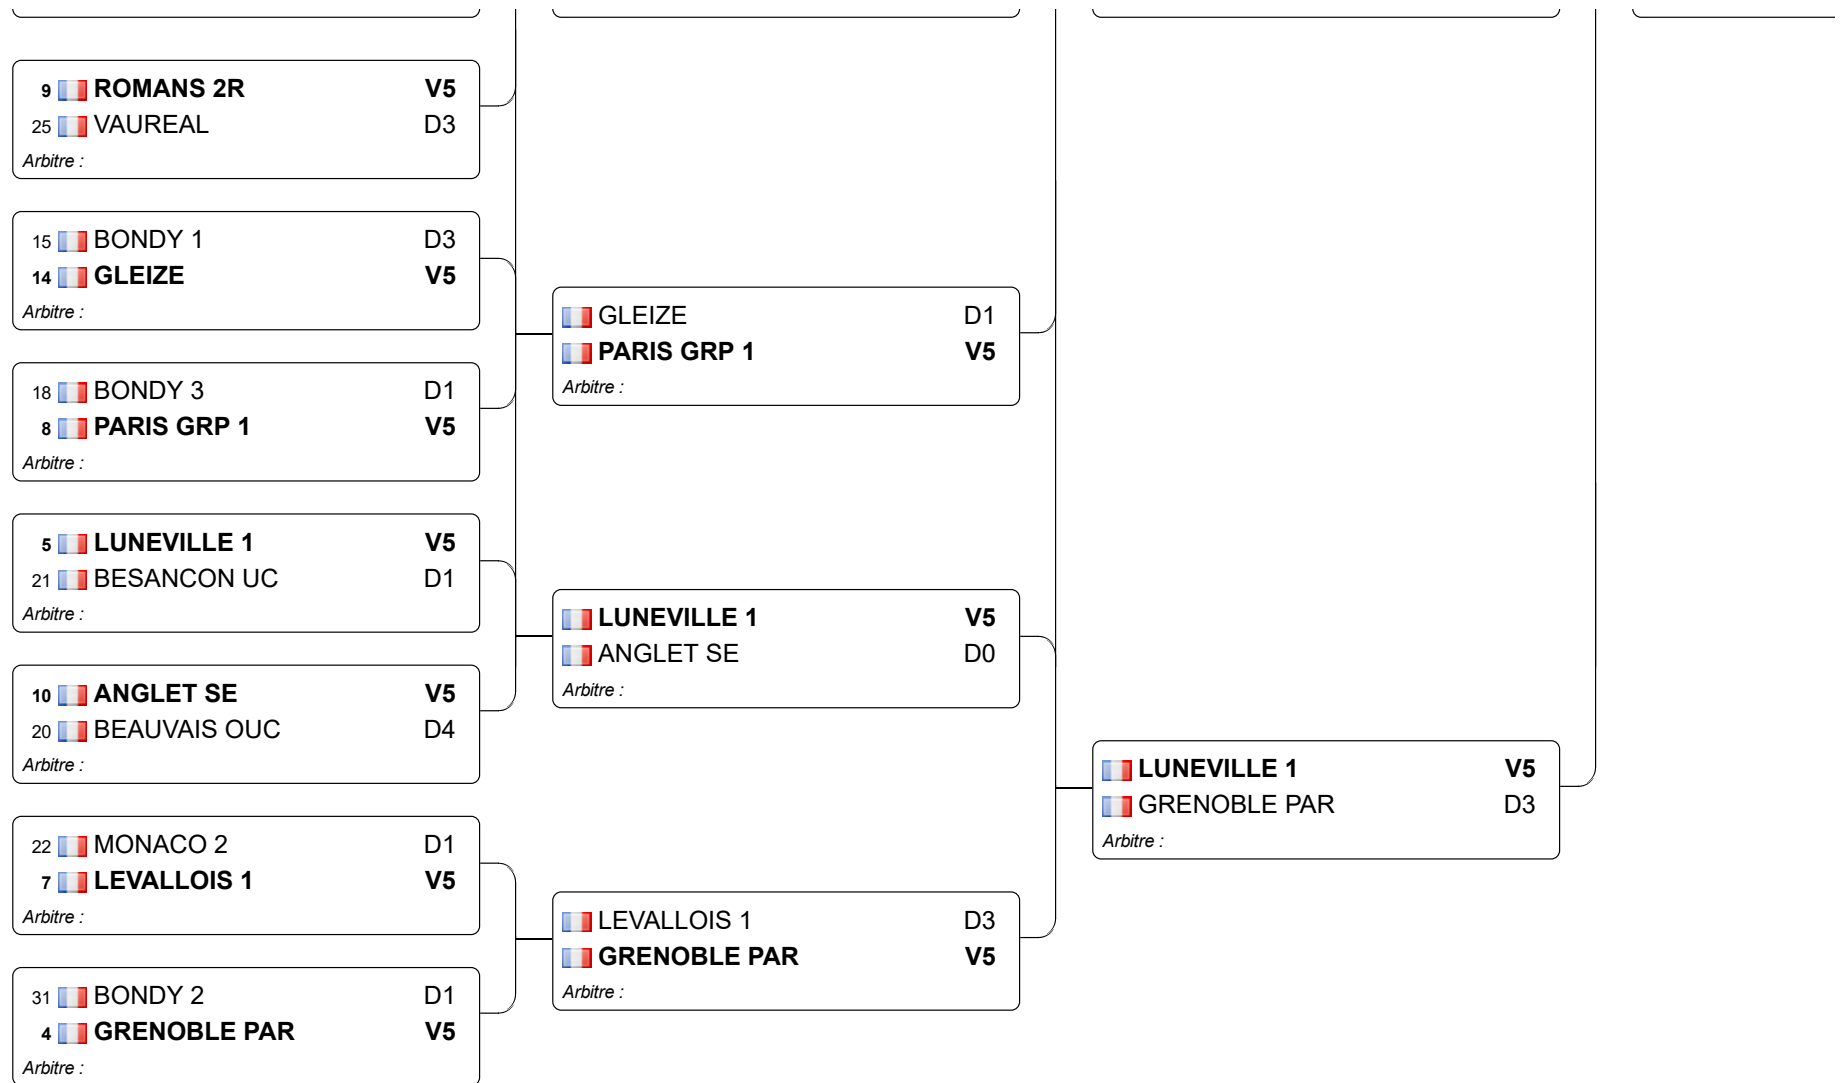 9 ROMANS 2R V5
25 VAUREAL D3
Arbitre :
15 BONDY 1 D3
14 GLEIZE V5
Arbitre :
18 BONDY 3 D1
8 PARIS GRP 1 V5
Arbitre :
5 LUNEVILLE 1 V5
21 BESANCON UC D1
Arbitre :
10 ANGLET SE V5
20 BEAUVAIS OUC D4
Arbitre :
22 MONACO 2 D1
7 LEVALLOIS 1 V5
Arbitre :
31 BONDY 2 D1
4 GRENOBLE PAR V5
Arbitre :
GLEIZE D1
PARIS GRP 1 V5
Arbitre :
LUNEVILLE 1 V5
ANGLET SE D0
Arbitre :
LEVALLOIS 1 D3
GRENOBLE PAR V5
Arbitre :
LUNEVILLE 1 V5
GRENOBLE PAR D3
Arbitre :